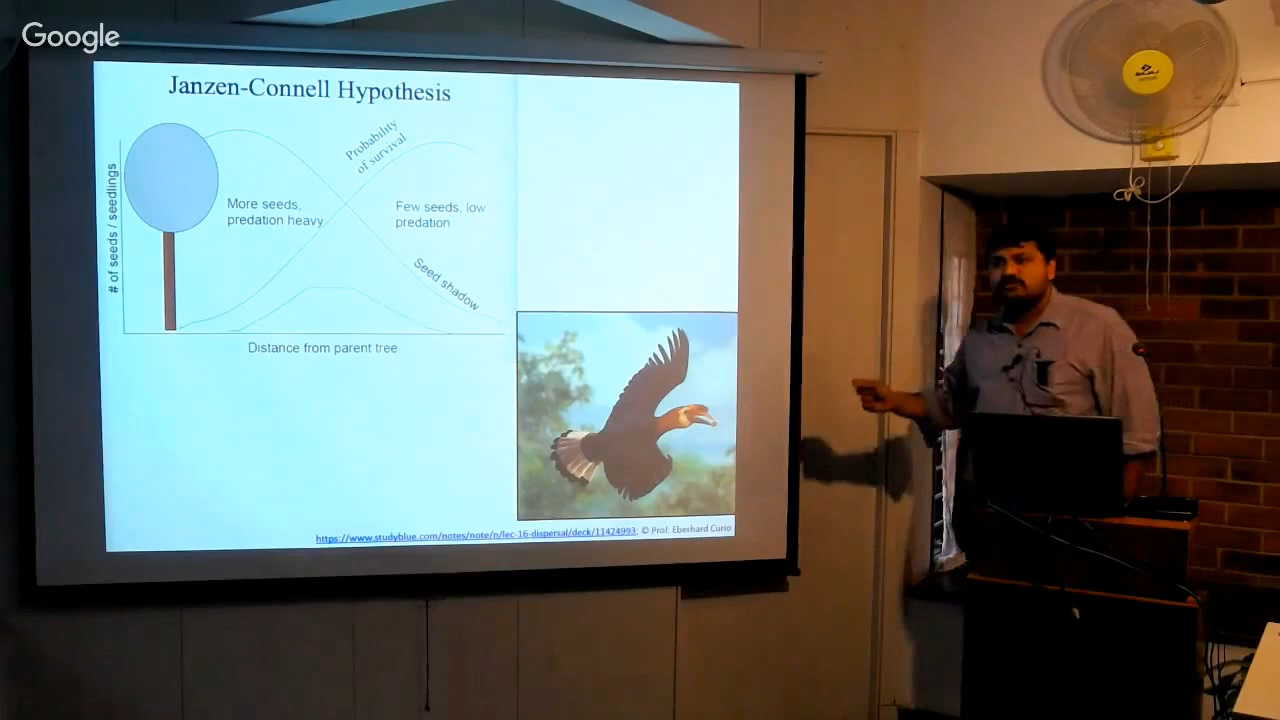 Google
Janzen-Connell Hypothesis
Probability
of survival
# of seeds / seedlings
More seeds,
predation heavy
Few seeds, low
predation
Seed shadow
Distance from parent tree
https://www.studyblue.com/notes/note/n/lec-16-dispersal/deck/11424993; © Prof. Eberhard Curio
BAJAJ